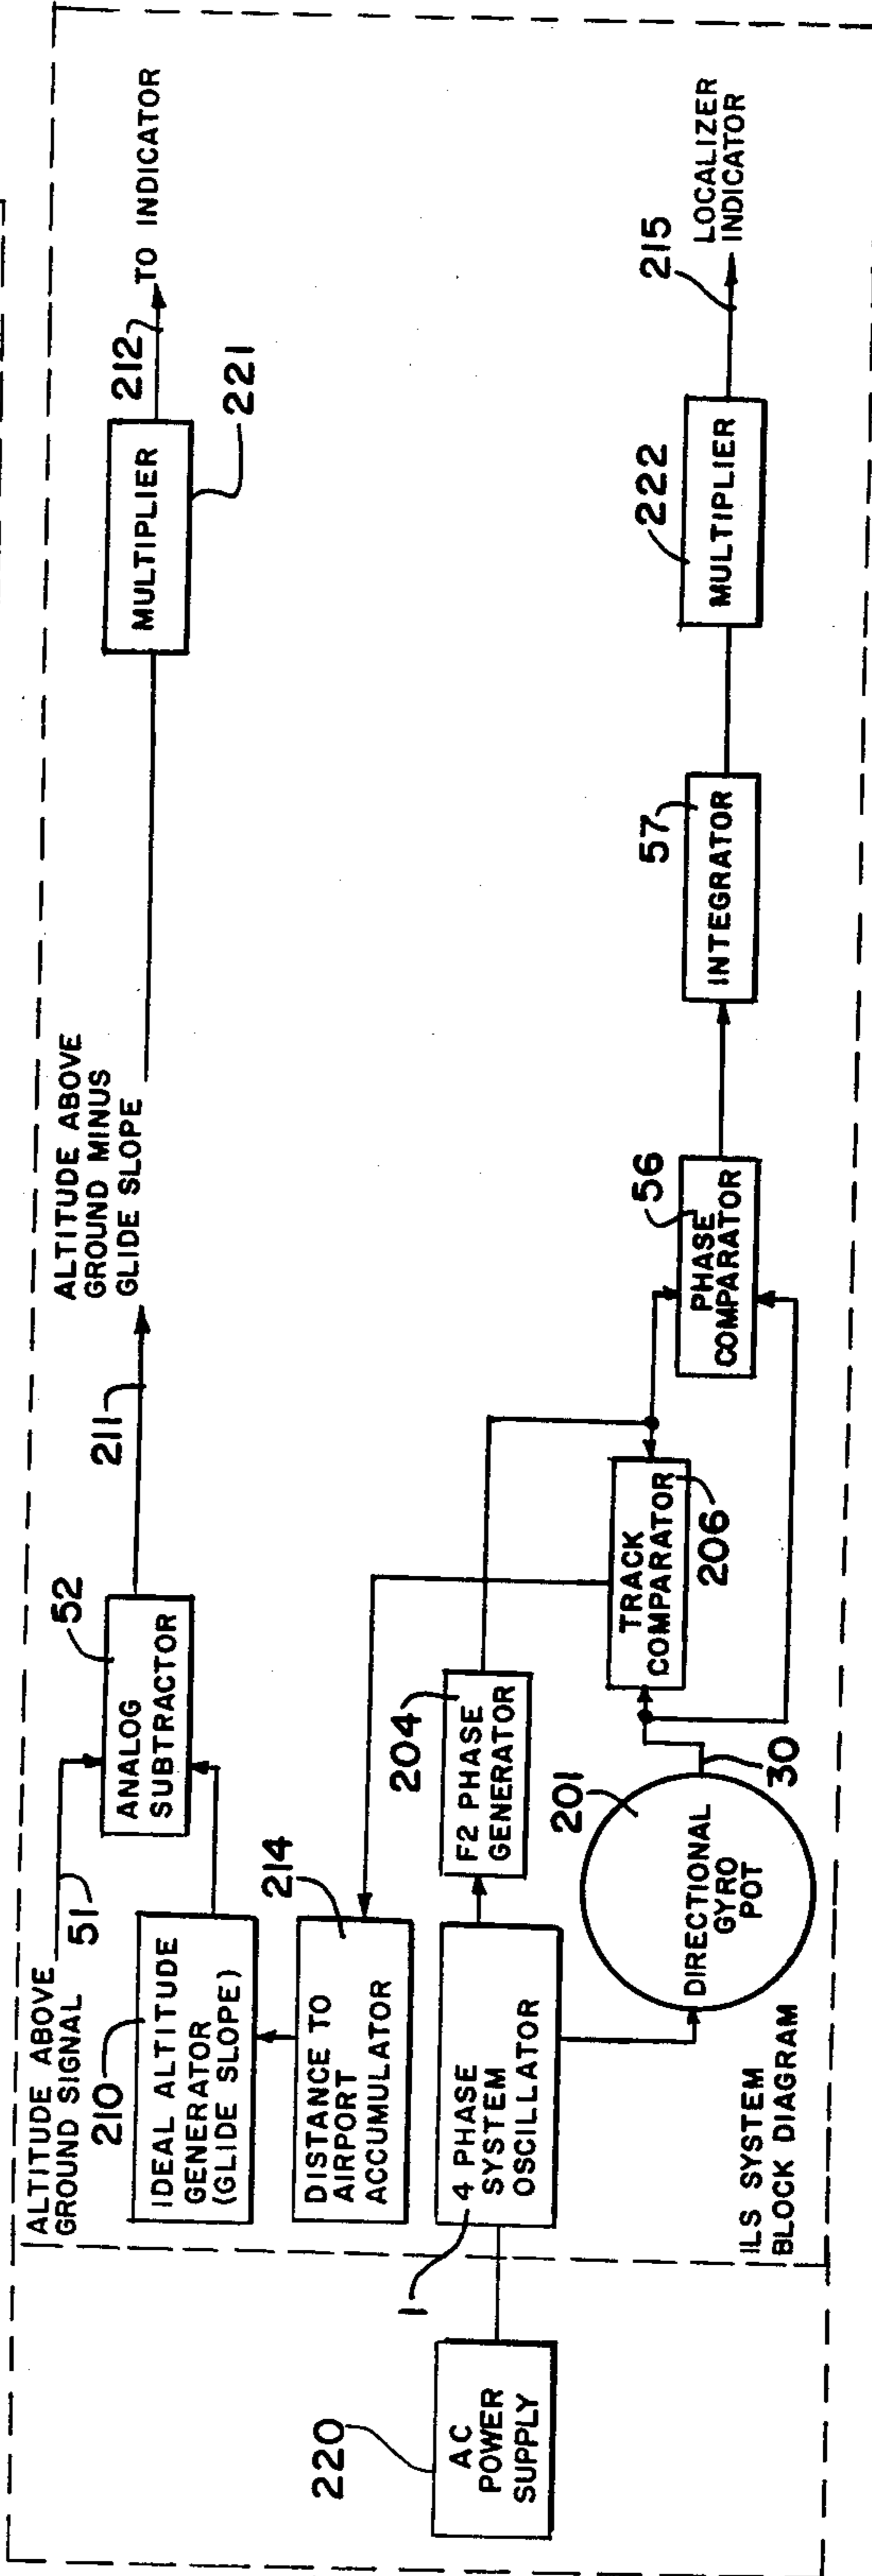 ALTITUDE ABOVE
GROUND SIGNAL
51
210
IDEAL ALTITUDE
GENERATOR
(GLIDE SLOPE)
52
ANALOG
SUBTRACTOR
211
ALTITUDE ABOVE
GROUND MINUS
GLIDE SLOPE
MULTIPLIER
221
212
TO INDICATOR
214
DISTANCE TO
AIRPORT
ACCUMULATOR
220
AC
POWER
SUPPLY
1
4 PHASE
SYSTEM
OSCILLATOR
204
F2 PHASE
GENERATOR
201
DIRECTIONAL
GYRO
POT
30
TRACK
COMPARATOR
206
56
PHASE
COMPARATOR
57
INTEGRATOR
222
MULTIPLIER
215
LOCALIZER
INDICATOR
ILS SYSTEM
BLOCK DIAGRAM